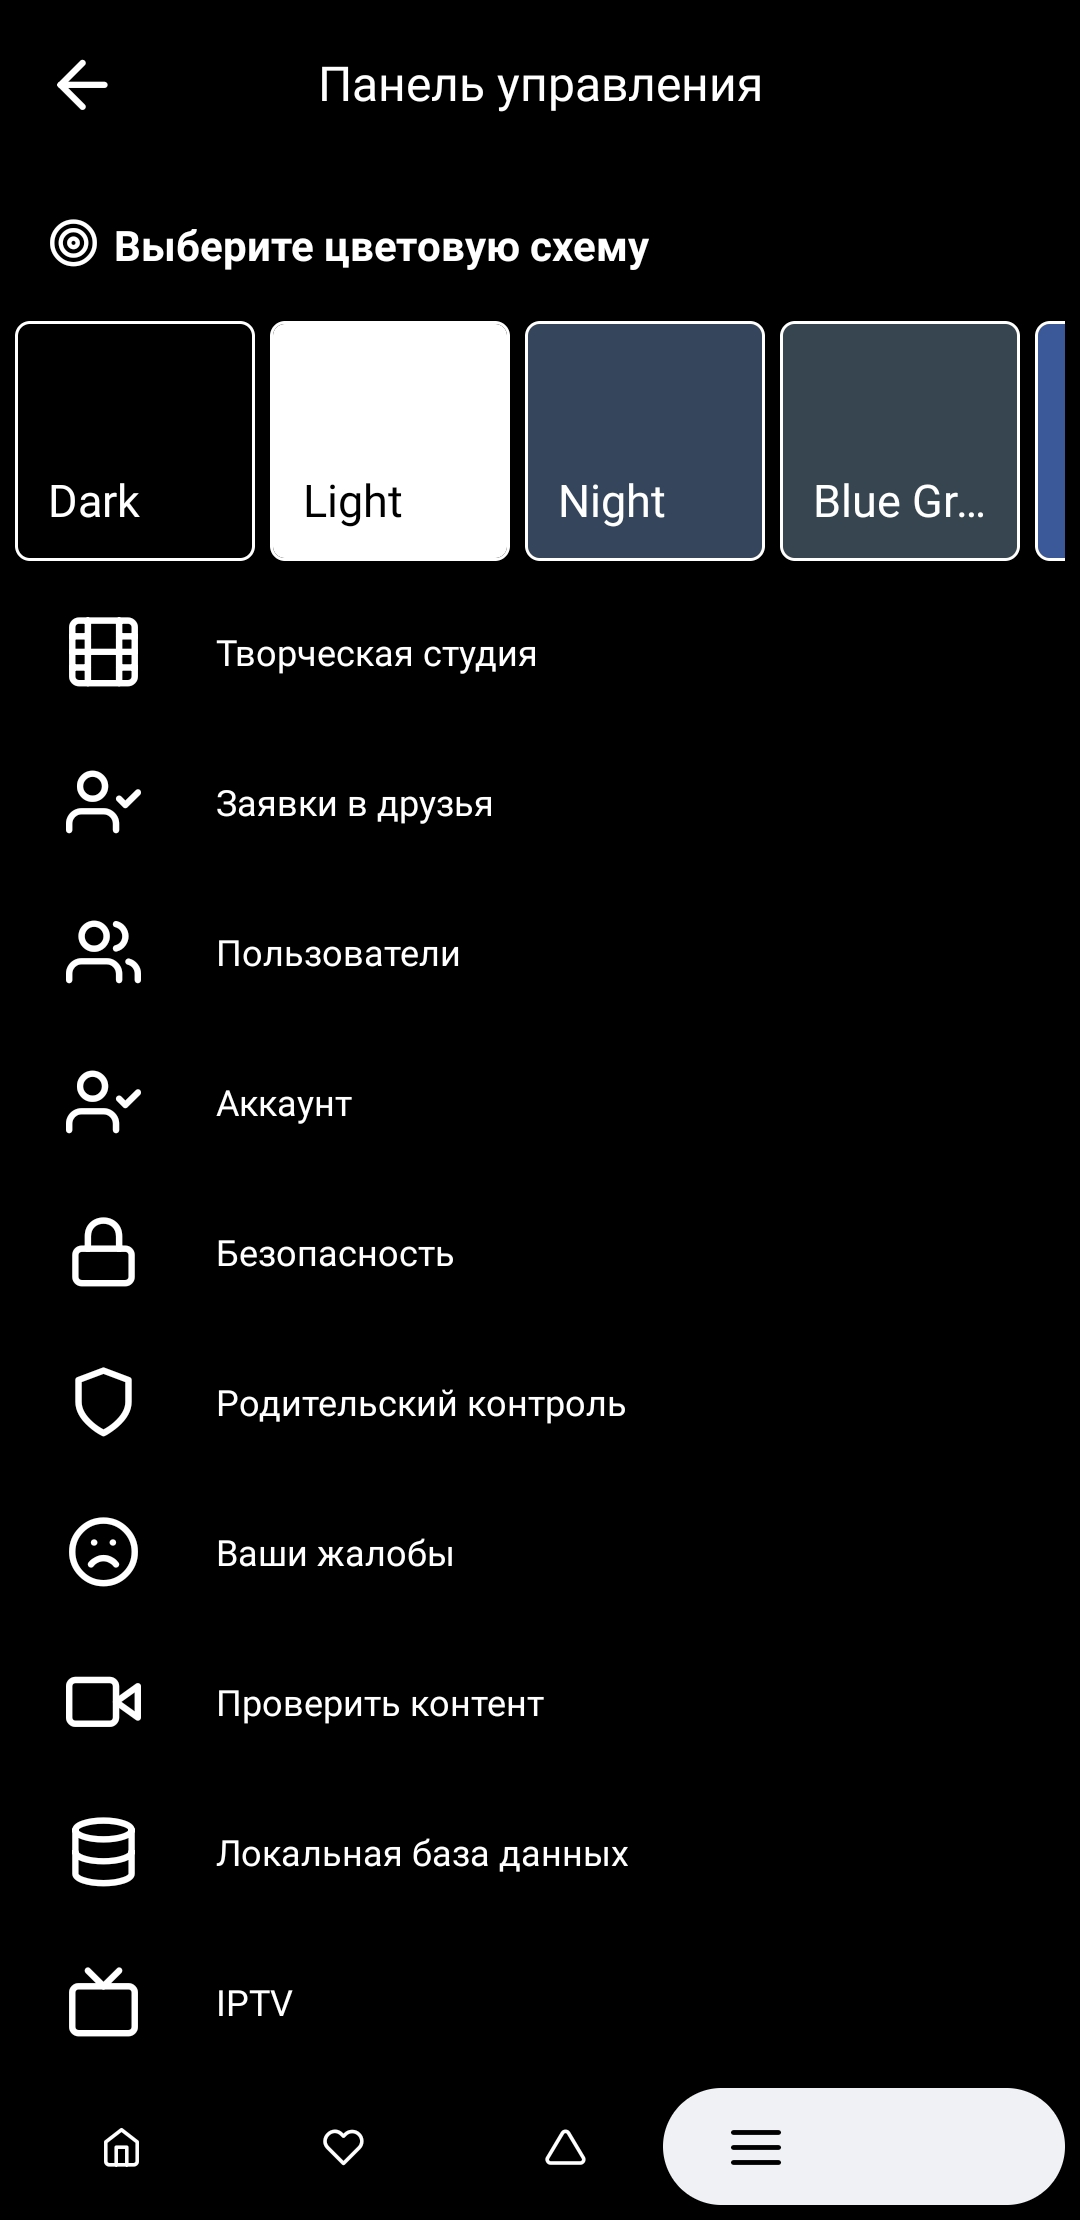 Панель управления
Выберите цветовую схему
Dark
Light
Night
Blue Gr...
Творческая студия
Заявки в друзья
Пользователи
Аккаунт
Безопасность
Родительский контроль
Ваши жалобы
Проверить контент
Локальная база данных
IPTV